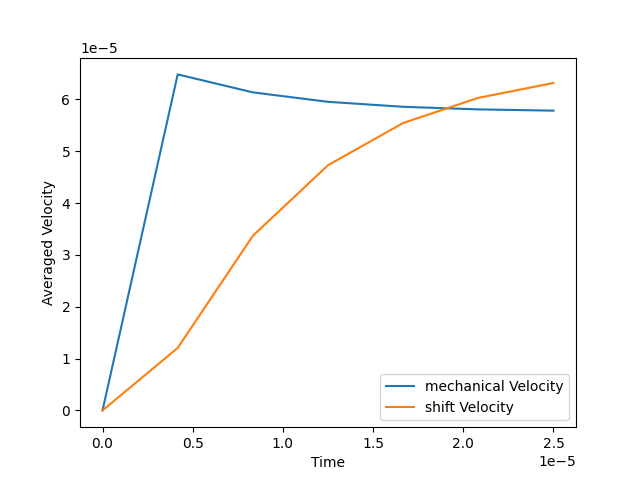 1e−5
6
5
4
3
2
1
0
Averaged Velocity
mechanical Velocity
shift Velocity
0.0 0.5 1.0 1.5 2.0 2.5
1e−5
Time